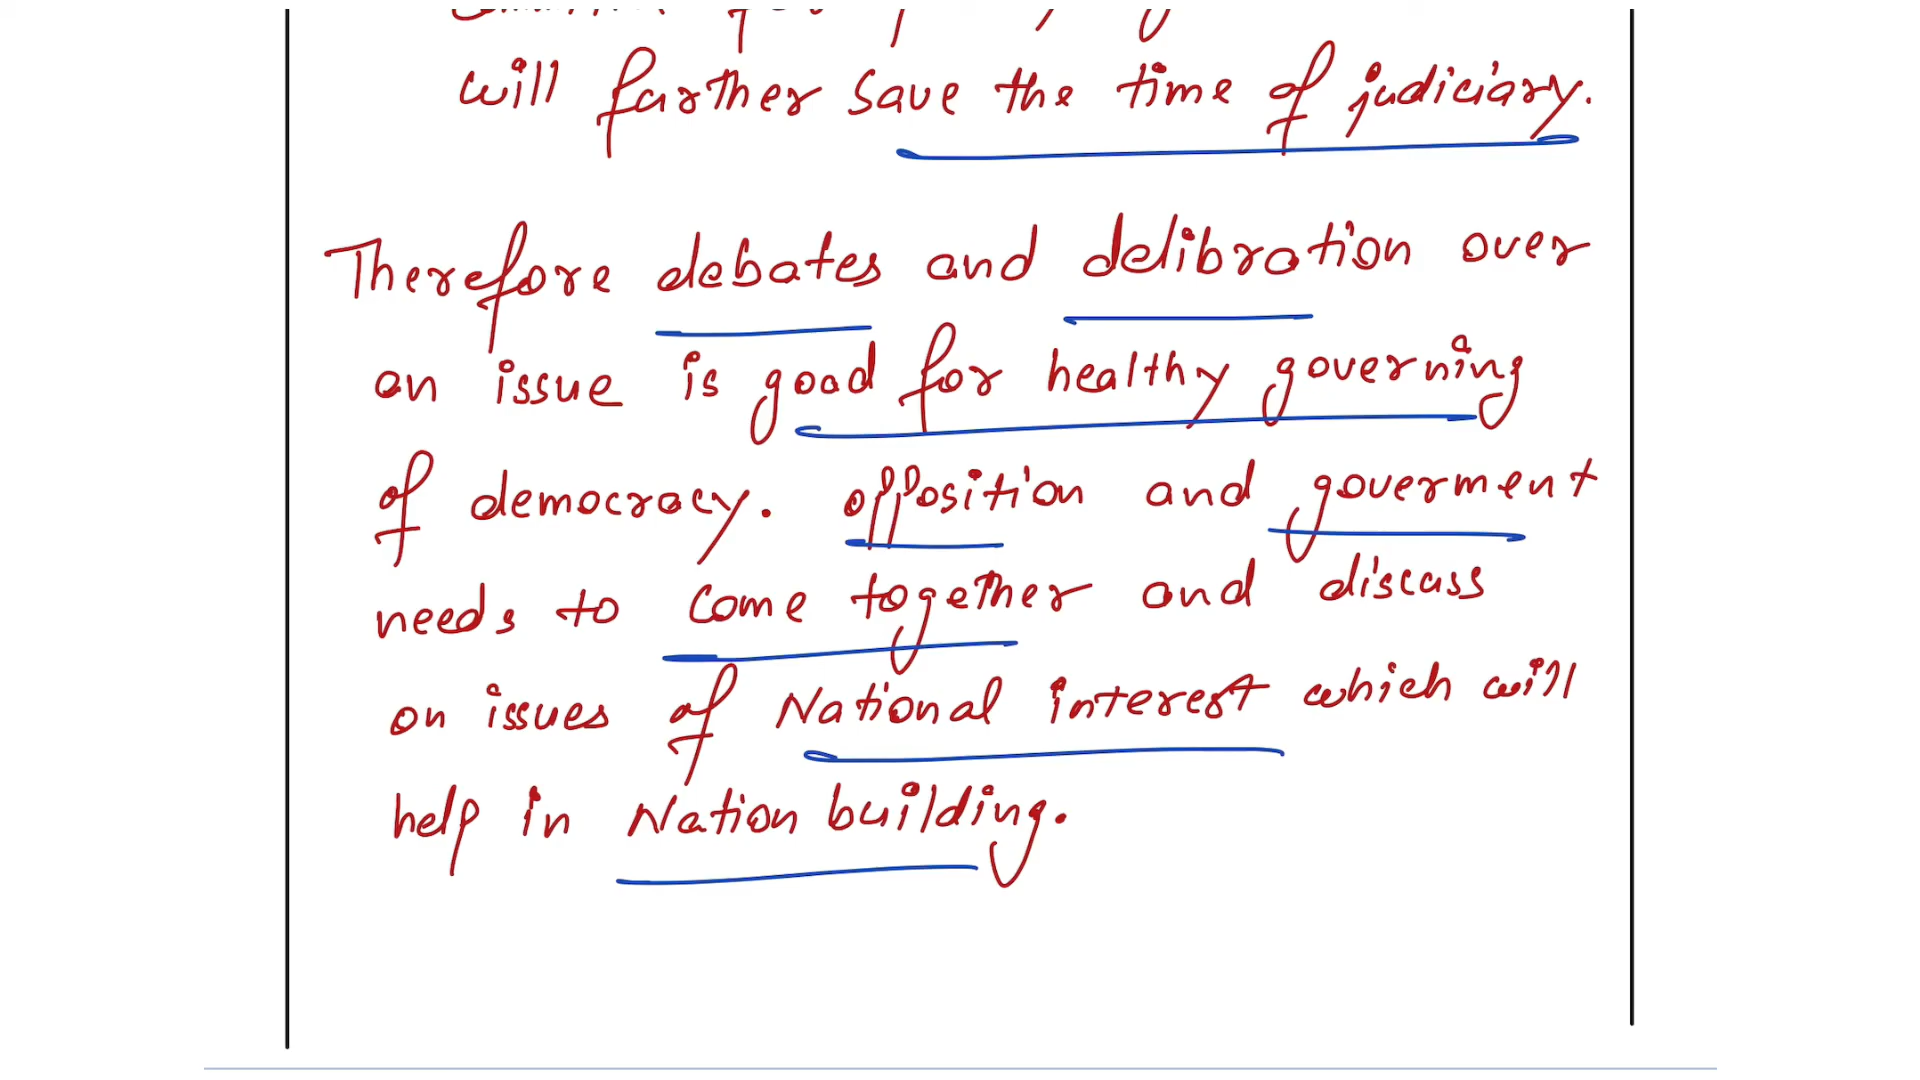 will further save the time of judiciary.
Therefore debates and delibration over
an issue is good for healthy governing
of democracy. opposition and goverment
needs to come together and discuss
on issues of National interest which will
help in Nation building.